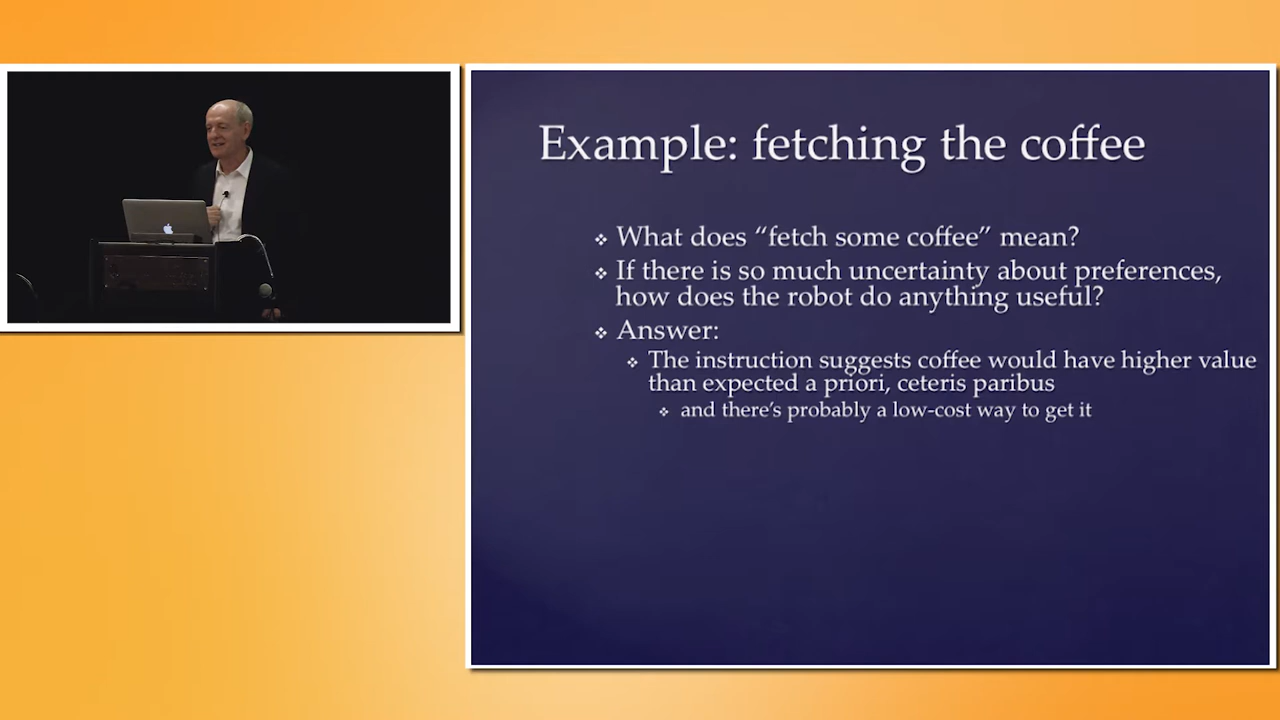 Example: fetching the coffee
What does “fetch some coffee” mean?
If there is so much uncertainty about preferences,
how does the robot do anything useful?
Answer:
The instruction suggests coffee would have higher value
than expected a priori, ceteris paribus
and there’s probably a low-cost way to get it